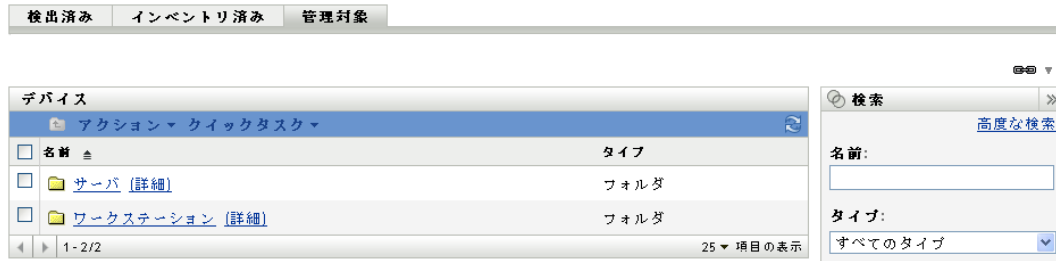 検出済み インベントリ済み 管理対象
デバイス
アクション クイックタスク
名前 タイプ
サーバ (詳細) フォルダ
ワークステーション (詳細) フォルダ
1 - 2/2 25 項目の表示
検索
高度な検索
名前:
タイプ:
すべてのタイプ